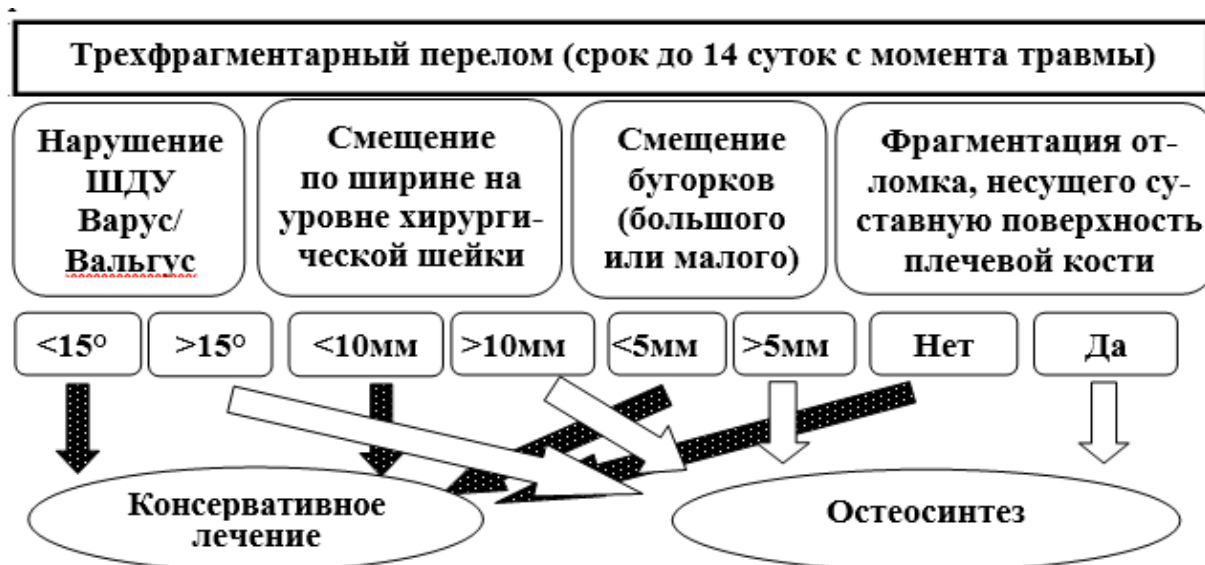 Трехфрагментарный перелом (срок до 14 суток с момента травмы)
Нарушение
ШДУ
Варус/
Вальгус
Смещение
по ширине на
уровне хирурги-
ческой шейки
Смещение
бугорков
(большого
или малого)
Фрагментация от-
ломка, несущего су-
ставную поверхность
плечевой кости
<15°
>15°
<10мм
>10мм
<5мм
>5мм
Нет
Да
Консервативное
лечение
Остеосинтез